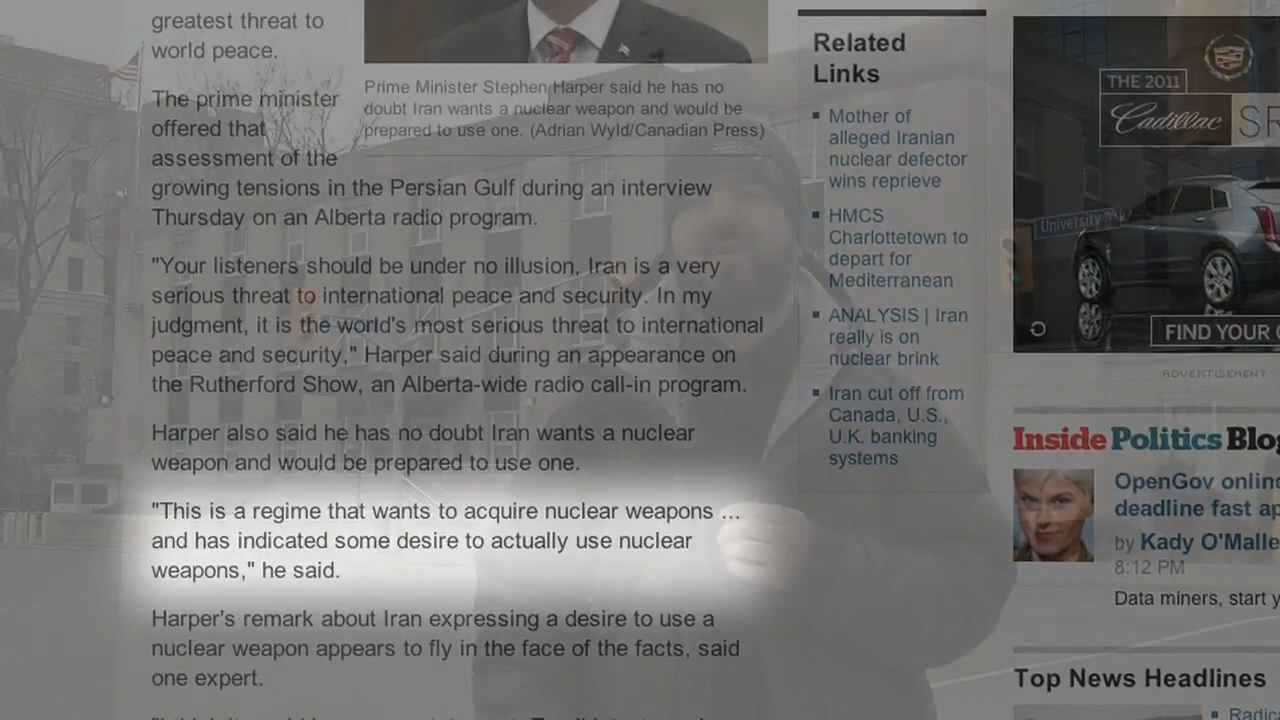 greatest threat to
world peace.
The prime minister
offered that
assessment of the
growing tensions in the Persian Gulf during an interview
Thursday on an Alberta radio program.
"Your listeners should be under no illusion, Iran is a very
serious threat to international peace and security. In my
judgment, it is the world's most serious threat to international
peace and security," Harper said during an appearance on
the Rutherford Show, an Alberta-wide radio call-in program.
Harper also said he has no doubt Iran wants a nuclear
weapon and would be prepared to use one.
"This is a regime that wants to acquire nuclear weapons ...
and has indicated some desire to actually use nuclear
weapons," he said.
Harper's remark about Iran expressing a desire to use a
nuclear weapon appears to fly in the face of the facts, said
one expert.
Prime Minister Stephen Harper said he has no
doubt Iran wants a nuclear weapon and would be
prepared to use one. (Adrian Wyld/Canadian Press)
Related
Links
Mother of
alleged Iranian
nuclear defector
wins reprieve
HMCS
Charlottetown to
depart for
Mediterranean
ANALYSIS | Iran
really is on
nuclear brink
Iran cut off from
Canada, U.S.,
U.K. banking
systems
THE 2011
Cadillac SR
University
FIND YOUR
ADVERTISEMENT
Inside Politics Blog
OpenGov online
deadline fast ap
by Kady O'Malle
8:12 PM
Data miners, start y
Top News Headlines
Radic